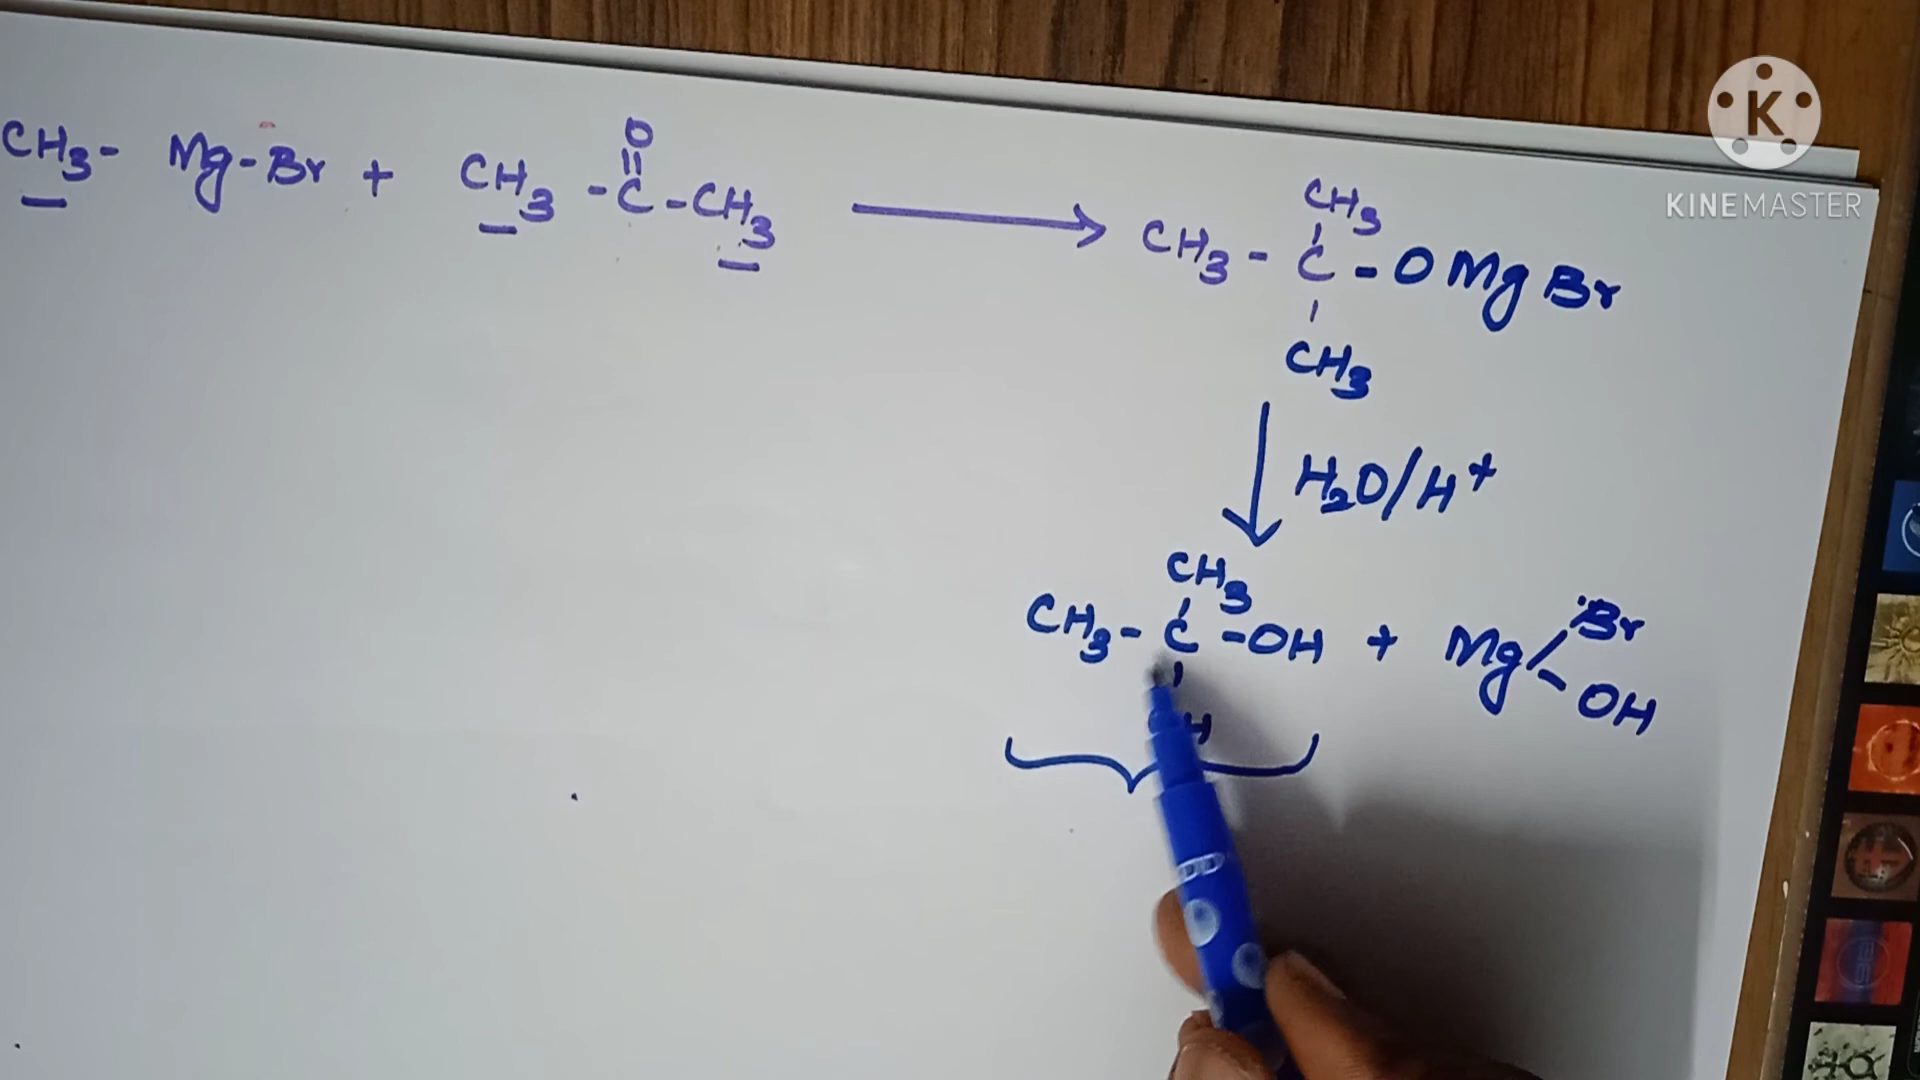 O
CH3- Mg-Br + CH3-C-CH3
CH3
CH3-C-OMgBr
CH3
H2O/H+
CH3
CH3-C-OH + Mg
Br
OH
KINEMASTER